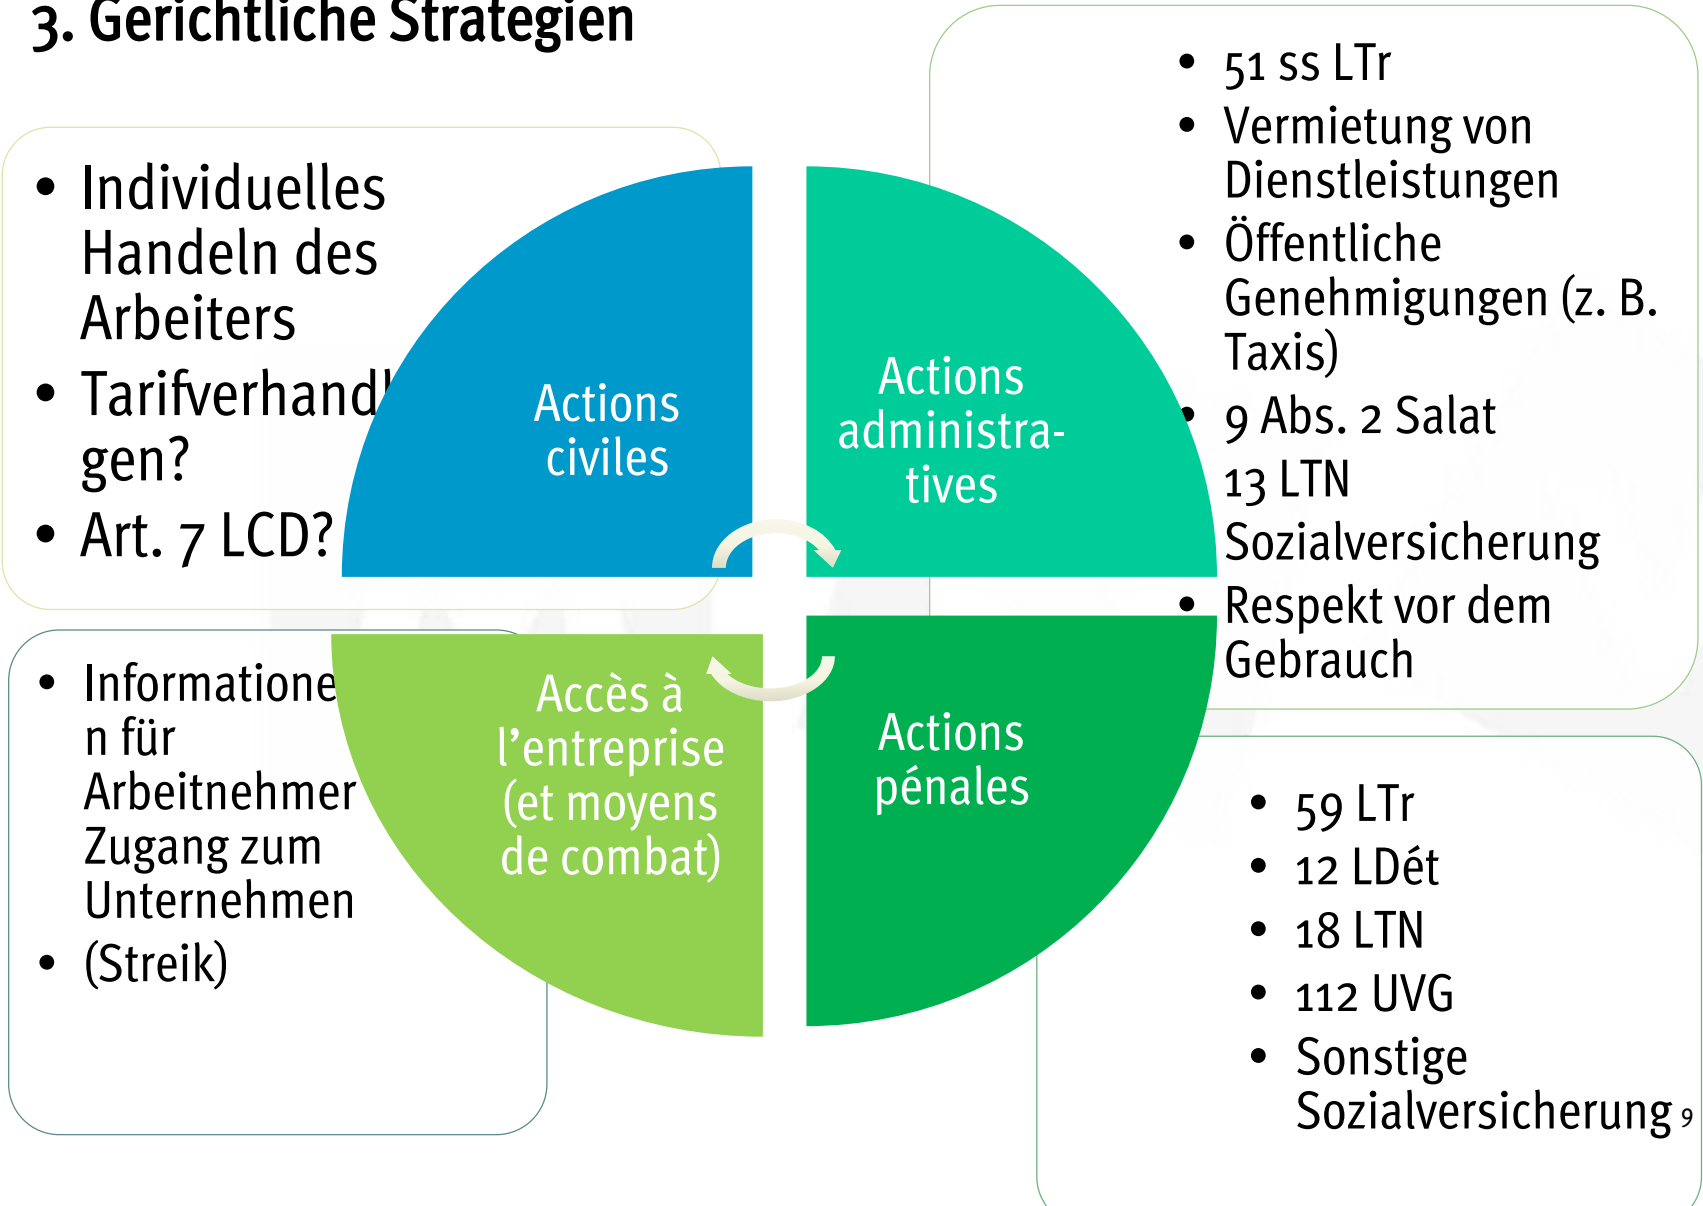 3. Gerichtliche Strategien
• Individuelles
Handeln des
Arbeiters
• Tarifverhandl
gen?
• Art. 7 LCD?
Actions
civiles
Actions
administra-
tives
• 51 ss LTr
• Vermietung von
Dienstleistungen
• Öffentliche
Genehmigungen (z. B.
Taxis)
• 9 Abs. 2 Salat
13 LTN
Sozialversicherung
• Respekt vor dem
Gebrauch
• Informatione
n für
Arbeitnehmer
Zugang zum
Unternehmen
• (Streik)
Accès à
l’entreprise
(et moyens
de combat)
Actions
pénales
• 59 LTr
• 12 LDét
• 18 LTN
• 112 UVG
• Sonstige
Sozialversicherung
9